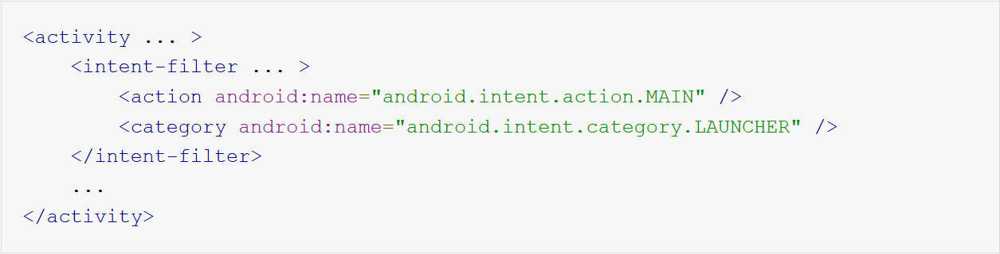 <activity ... >
    <intent-filter ... >
        <action android:name="android.intent.action.MAIN" />
        <category android:name="android.intent.category.LAUNCHER" />
    </intent-filter>
    ...
</activity>